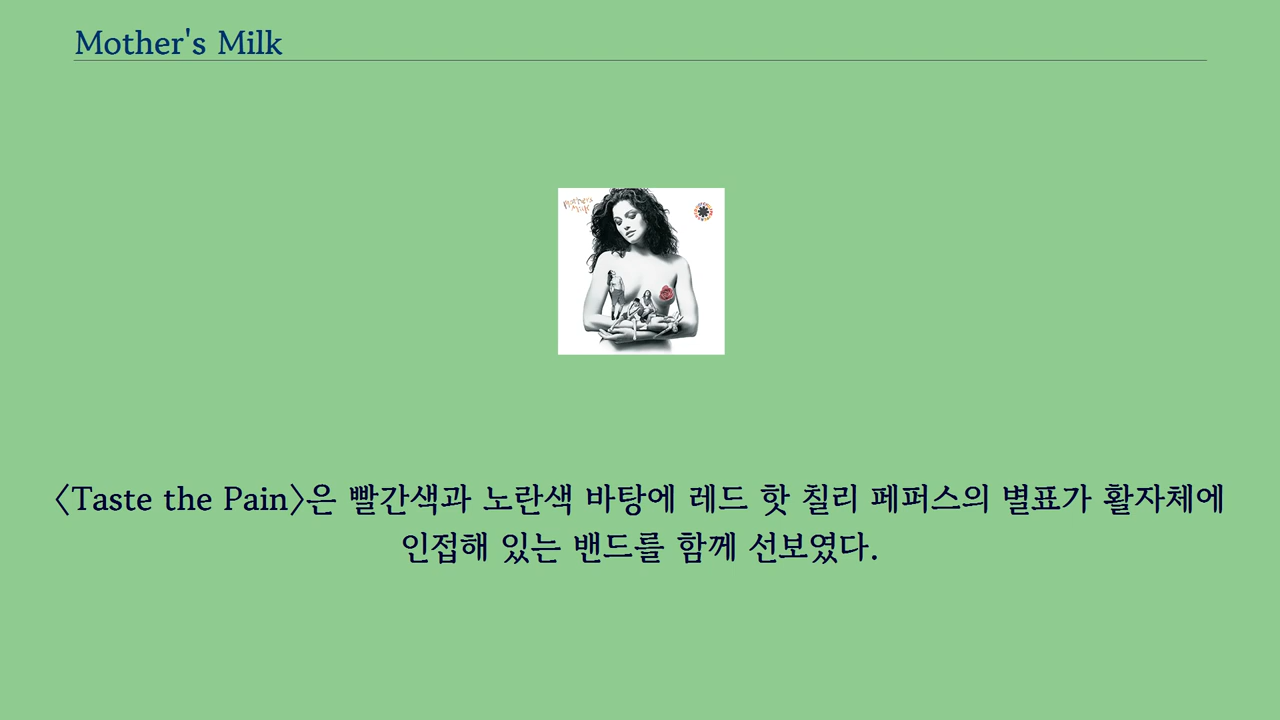 Mother's Milk
mother's
milk
〈Taste the Pain〉은 빨간색과 노란색 바탕에 레드 핫 칠리 페퍼스의 별표가 활자체에
인접해 있는 밴드를 함께 선보였다.